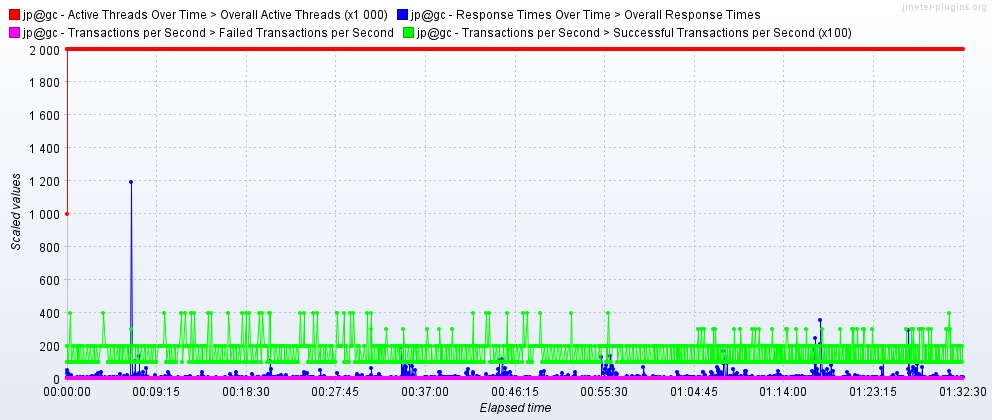 jp@gc - Active Threads Over Time > Overall Active Threads (x1 000) jp@gc - Response Times Over Time > Overall Response Times
jmeter-plugins.org
jp@gc - Transactions per Second > Failed Transactions per Second jp@gc - Transactions per Second > Successful Transactions per Second (x100)
2 000
1 800
1 600
1 400
1 200
1 000
800
600
400
200
0
Scaled values
00:00:00 00:09:15 00:18:30 00:27:45 00:37:00 00:46:15 00:55:30 01:04:45 01:14:00 01:23:15 01:32:30
Elapsed time